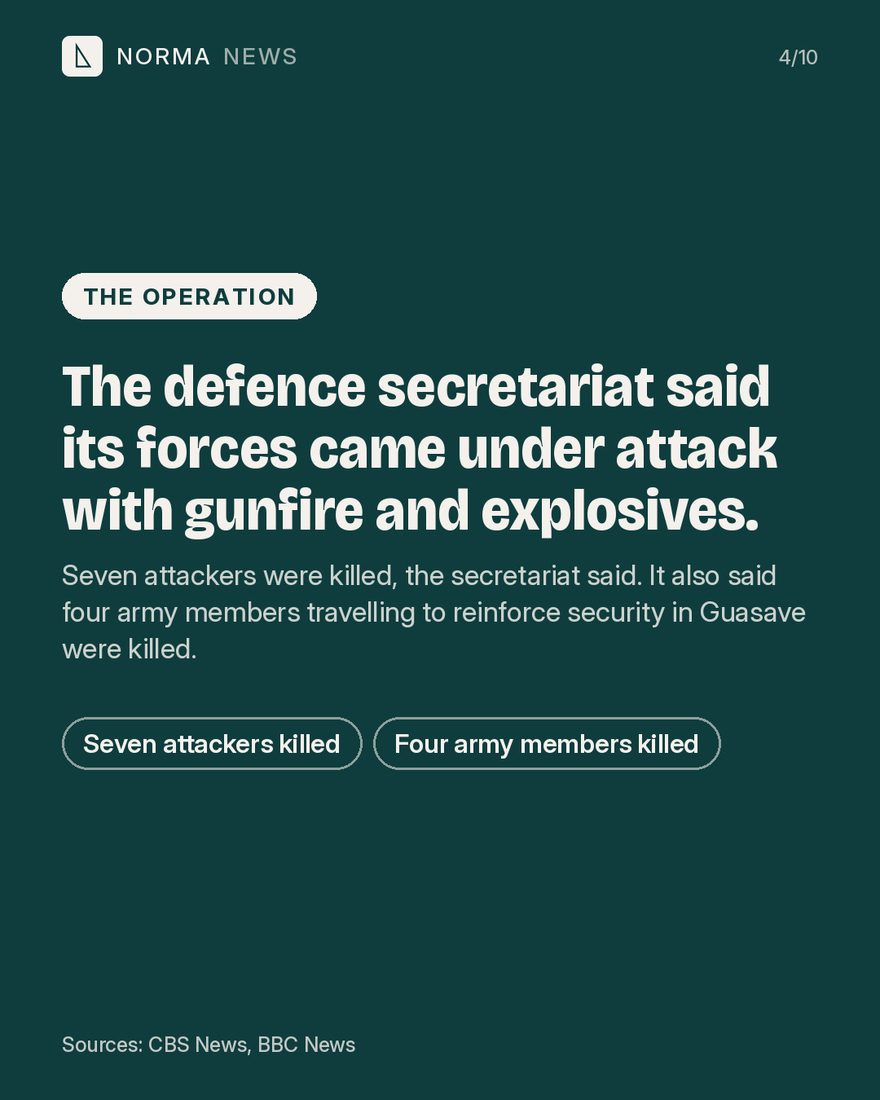 NORMA NEWS
4/10
THE OPERATION
The defence secretariat said
its forces came under attack
with gunfire and explosives.
Seven attackers were killed, the secretariat said. It also said
four army members travelling to reinforce security in Guasave
were killed.
Seven attackers killed
Four army members killed
Sources: CBS News, BBC News